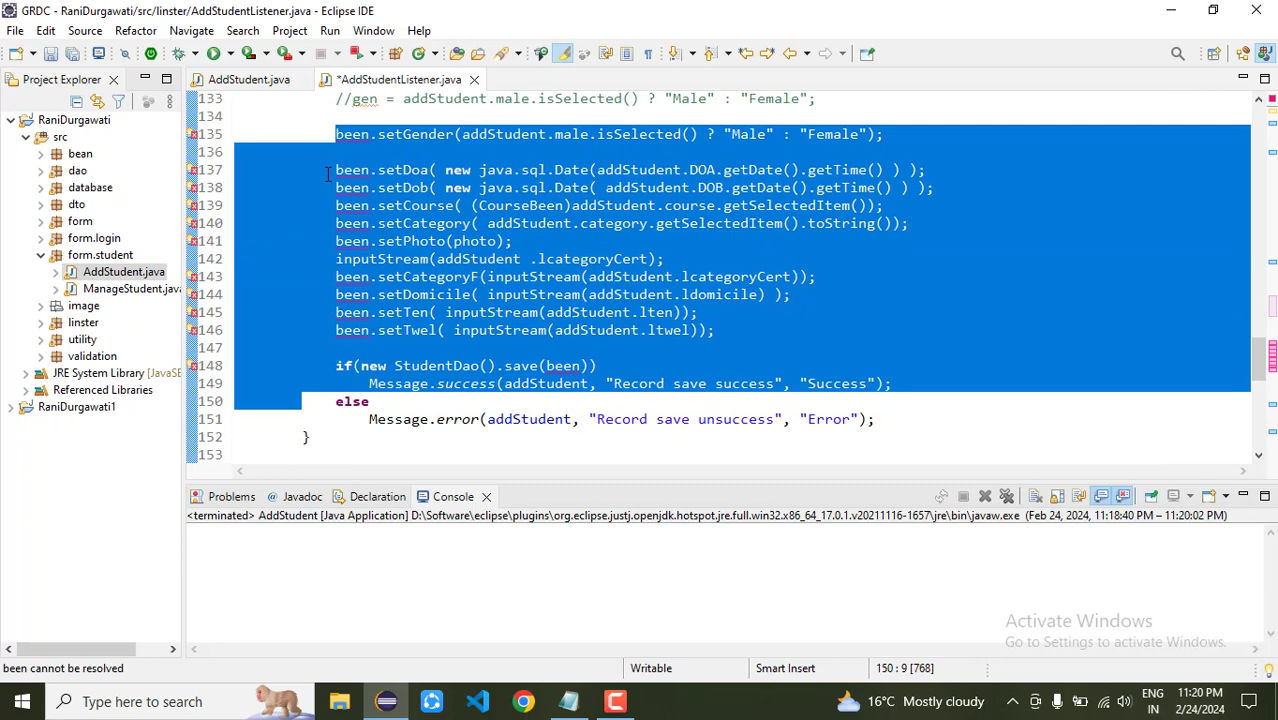 GRDC - RaniDurgawati/src/linster/AddStudentListener.java - Eclipse IDE
File Edit Source Refactor Navigate Search Project Run Window Help
Project Explorer
AddStudent.java
*AddStudentListener.java
RaniDurgawati
src
bean
dao
database
dto
form
form.login
form.student
AddStudent.java
ManageStudent.java
image
linster
utility
validation
JRE System Library [JavaSE
Referenced Libraries
RaniDurgawati1
133 //gen = addStudent.male.isSelected() ? "Male" : "Female";
134
135 been.setGender(addStudent.male.isSelected() ? "Male" : "Female");
136
137 been.setDoa( new java.sql.Date(addStudent.DOA.getDate().getTime() ) );
138 been.setDob( new java.sql.Date( addStudent.DOB.getDate().getTime() ) );
139 been.setCourse( (CourseBeen)addStudent.course.getSelectedItem());
140 been.setCategory( addStudent.category.getSelectedItem().toString());
141 been.setPhoto(photo);
142 inputStream(addStudent .lcategoryCert);
143 been.setCategoryF(inputStream(addStudent.lcategoryCert));
144 been.setDomicile( inputStream(addStudent.ldomicile) );
145 been.setTen( inputStream(addStudent.lten));
146 been.setTwel( inputStream(addStudent.ltwel));
147
148 if(new StudentDao().save(been))
149 Message.success(addStudent, "Record save success", "Success");
150 else
151 Message.error(addStudent, "Record save unsuccess", "Error");
152 }
153
Problems Javadoc Declaration Console
<terminated> AddStudent [Java Application] D:\Software\eclipse\plugins\org.eclipse.justj.openjdk.hotspot.jre.full.win32.x86_64_17.0.1.v20211116-1657\jre\bin\javaw.exe (Feb 24, 2024, 11:18:40 PM – 11:20:02 PM)
Activate Windows
Go to Settings to activate Windows.
been cannot be resolved
Writable
Smart Insert
150 : 9 [768]
Type here to search
16°C Mostly cloudy
ENG
IN
11:20 PM
2/24/2024